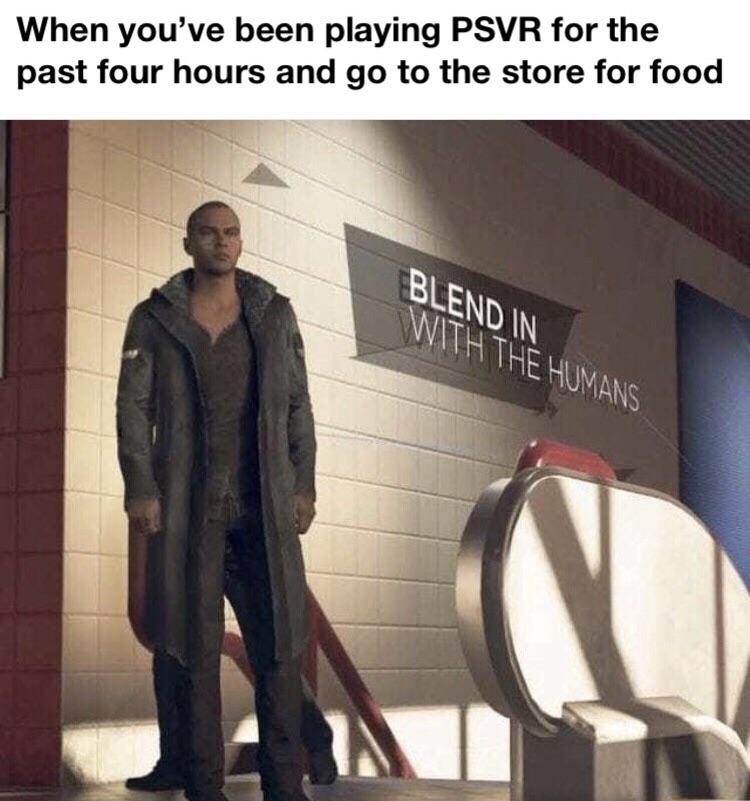 When you’ve been playing PSVR for the
past four hours and go to the store for food
BLEND IN
WITH THE HUMANS